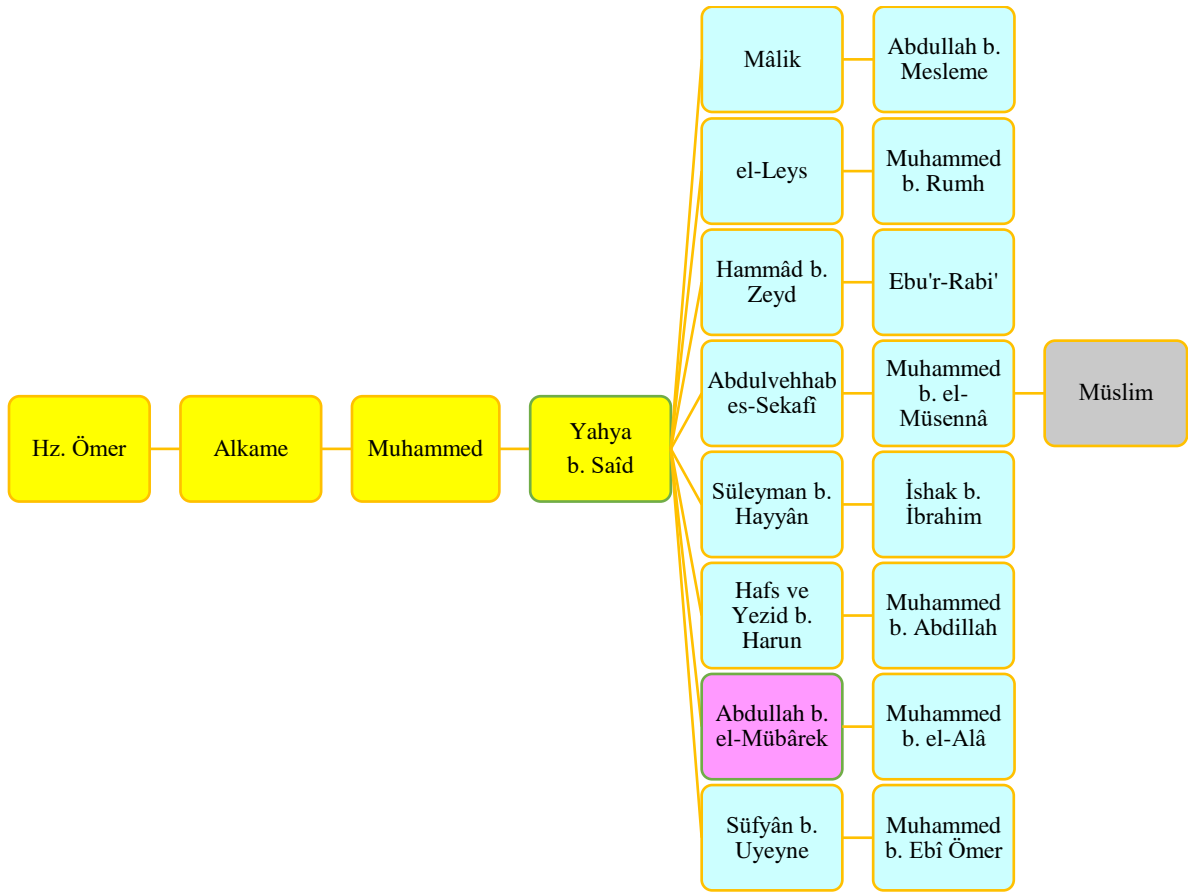 Mâlik
Abdullah b.
Mesleme
el-Leys
Muhammed
b. Rumh
Hammâd b.
Zeyd
Ebu'r-Rabi'
Abdulvehhab
es-Sekafî
Muhammed
b. el-
Müsennâ
Müslim
Hz. Ömer
Alkame
Muhammed
Yahya
b. Saîd
Süleyman b.
Hayyân
İshak b.
İbrahim
Hafs ve
Yezid b.
Harun
Muhammed
b. Abdillah
Abdullah b.
el-Mübârek
Muhammed
b. el-Alâ
Süfyân b.
Uyeyne
Muhammed
b. Ebî Ömer